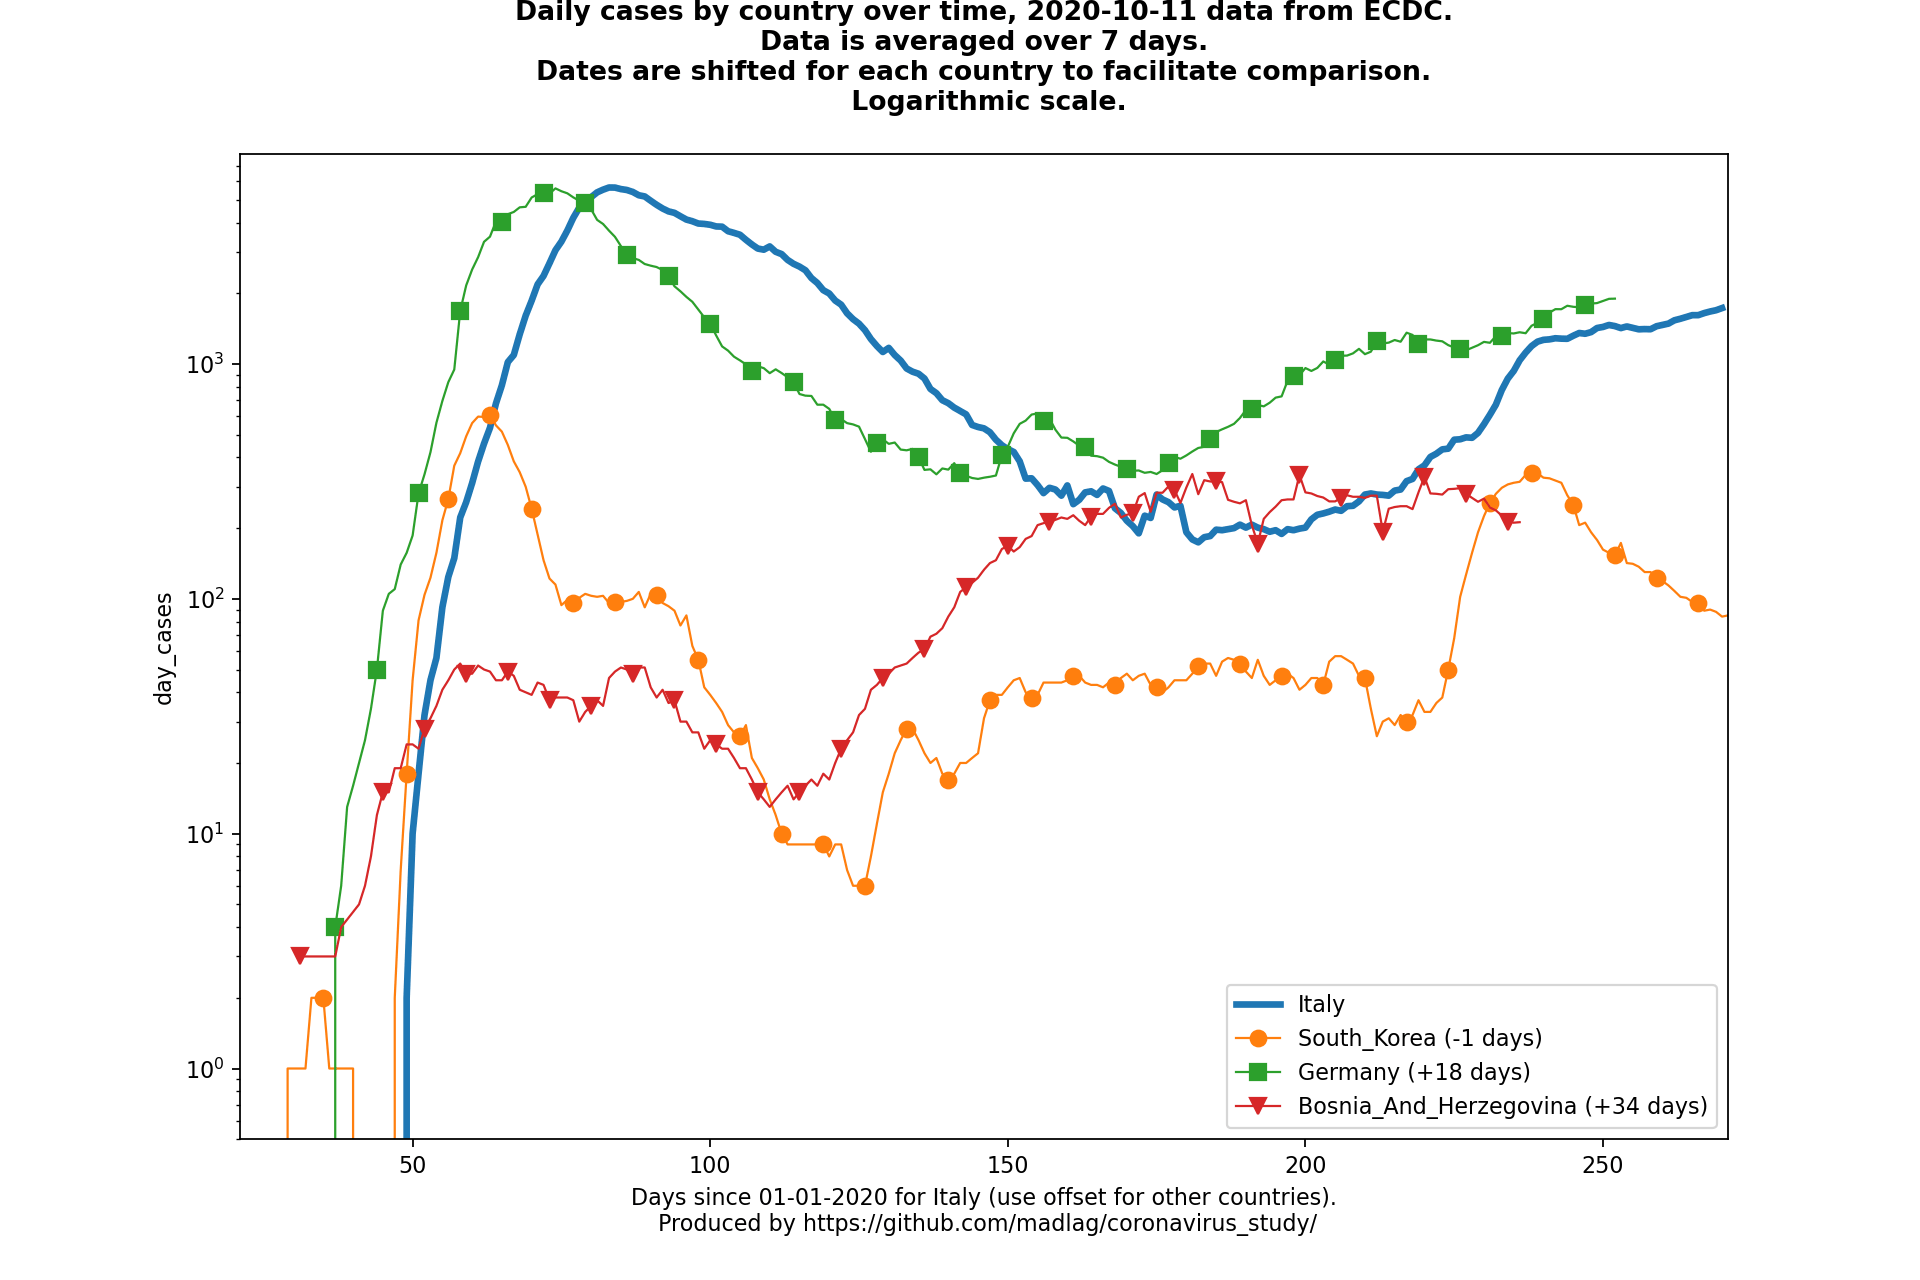 Daily cases by country over time, 2020-10-11 data from ECDC.
Data is averaged over 7 days.
Dates are shifted for each country to facilitate comparison.
Logarithmic scale.
day_cases
10³
10²
10¹
10⁰
50
100
150
200
250
Italy
South_Korea (-1 days)
Germany (+18 days)
Bosnia_And_Herzegovina (+34 days)
Days since 01-01-2020 for Italy (use offset for other countries).
Produced by https://github.com/madlag/coronavirus_study/